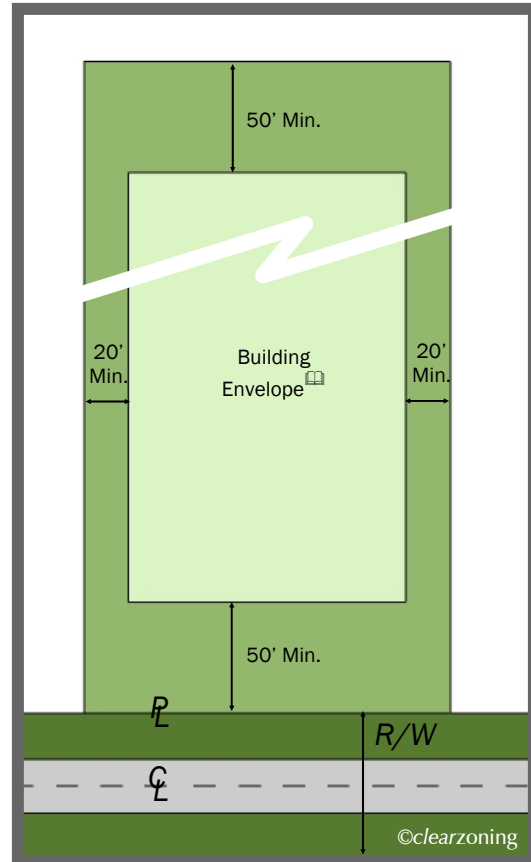 50' Min.
20'
Min.
Building
Envelope
20'
Min.
50' Min.
PL
R/W
CL
©clearzoning